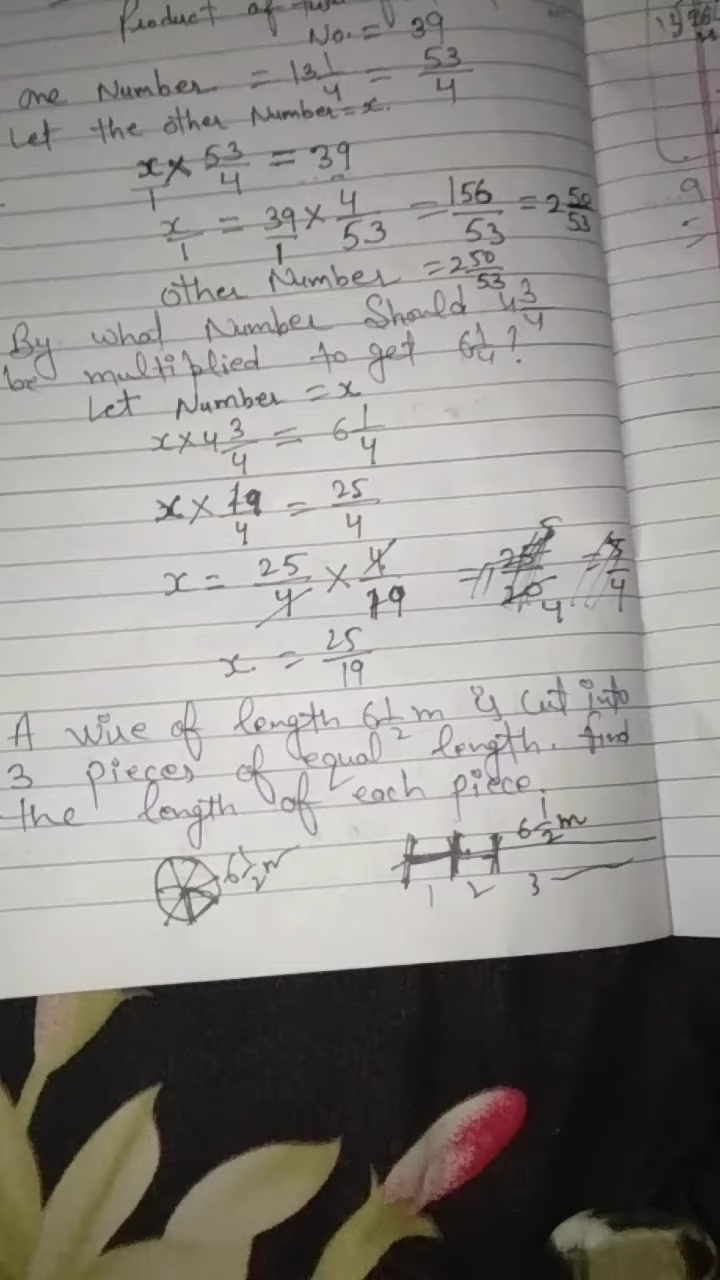 Product of
No. = 39
One Number = 13 1/4 = 53/4
Let the other Number = x.
x/1 × 53/4 = 39
x/1 = 39/1 × 4/53 = 156/53 = 2 50/53
other Number = 2 50/53
By what Number Should 4 3/4
be multiplied to get 6 1/4?
Let Number = x
x × 4 3/4 = 6 1/4
x × 19/4 = 25/4
x = 25/4 × 4/19
x = 25/19
A wire of length 6 1/2 m is cut into
3 pieces of equal length. find
the length of each piece.
6 1/2 m
6 1/2 m
1 2 3